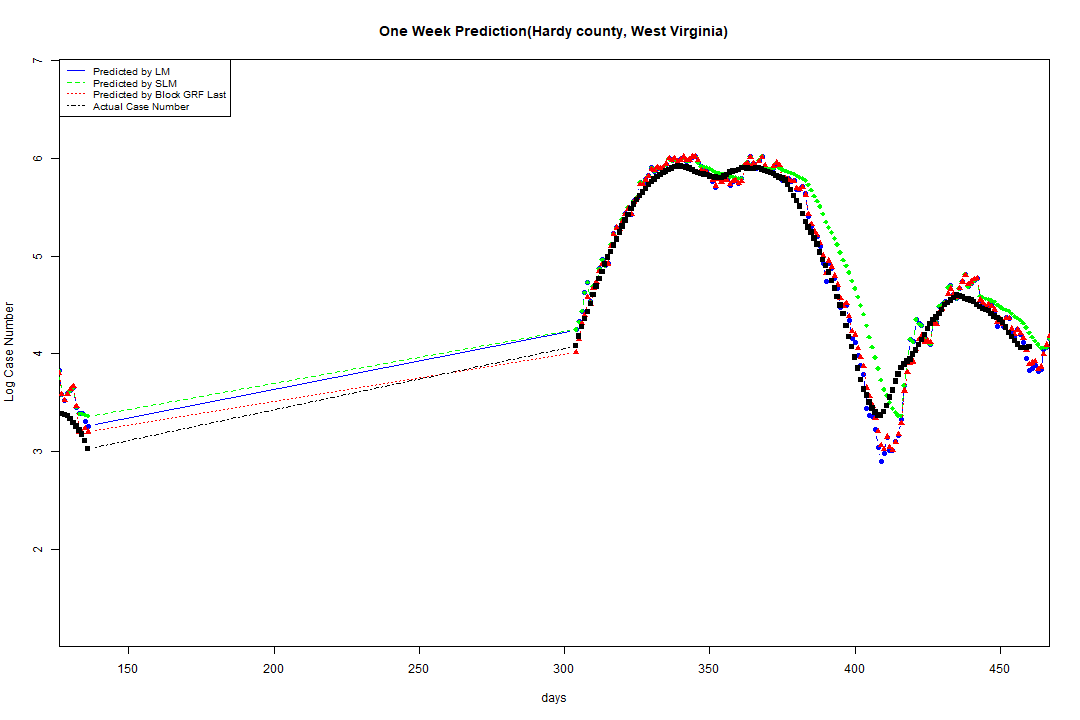 One Week Prediction(Hardy county, West Virginia)
Predicted by LM
Predicted by SLM
Predicted by Block GRF Last
Actual Case Number
7
6
5
4
3
2
Log Case Number
150 200 250 300 350 400 450
days